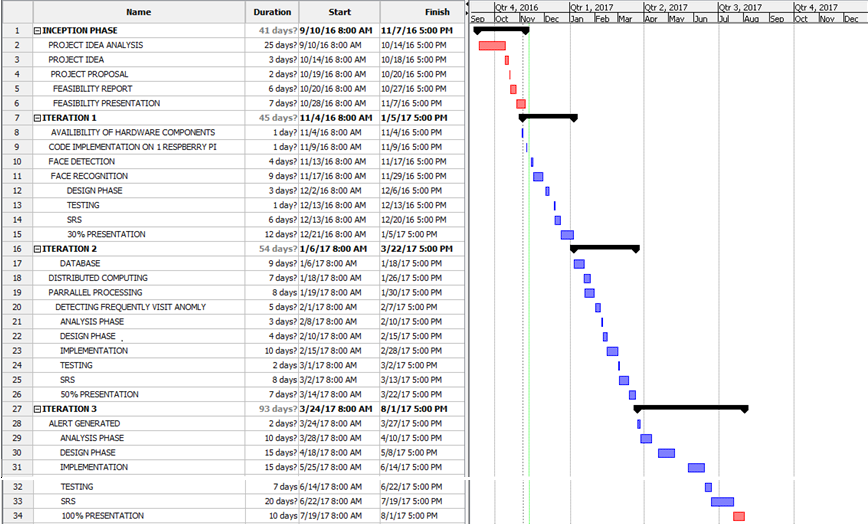 Name Duration Start Finish
Qtr 4, 2016 Qtr 1, 2017 Qtr 2, 2017 Qtr 3, 2017 Qtr 4, 2017
Sep Oct Nov Dec Jan Feb Mar Apr May Jun Jul Aug Sep Oct Nov Dec
1 INCEPTION PHASE 41 days? 9/10/16 8:00 AM 11/7/16 5:00 PM
2 PROJECT IDEA ANALYSIS 25 days? 9/10/16 8:00 AM 10/14/16 5:00 PM
3 PROJECT IDEA 3 days? 10/14/16 8:00 AM 10/18/16 5:00 PM
4 PROJECT PROPOSAL 2 days? 10/19/16 8:00 AM 10/20/16 5:00 PM
5 FEASIBILITY REPORT 6 days? 10/20/16 8:00 AM 10/27/16 5:00 PM
6 FEASIBILITY PRESENTATION 7 days? 10/28/16 8:00 AM 11/7/16 5:00 PM
7 ITERATION 1 45 days? 11/4/16 8:00 AM 1/5/17 5:00 PM
8 AVAILIBILITY OF HARDWARE COMPONENTS 1 day? 11/4/16 8:00 AM 11/4/16 5:00 PM
9 CODE IMPLEMENTATION ON 1 RESPBERRY PI 1 day? 11/9/16 8:00 AM 11/9/16 5:00 PM
10 FACE DETECTION 4 days? 11/13/16 8:00 AM 11/17/16 5:00 PM
11 FACE RECOGNITION 9 days? 11/17/16 8:00 AM 11/29/16 5:00 PM
12 DESIGN PHASE 3 days? 12/2/16 8:00 AM 12/6/16 5:00 PM
13 TESTING 1 day? 12/13/16 8:00 AM 12/13/16 5:00 PM
14 SRS 6 days? 12/13/16 8:00 AM 12/20/16 5:00 PM
15 30% PRESENTATION 12 days? 12/21/16 8:00 AM 1/5/17 5:00 PM
16 ITERATION 2 54 days? 1/6/17 8:00 AM 3/22/17 5:00 PM
17 DATABASE 9 days? 1/6/17 8:00 AM 1/18/17 5:00 PM
18 DISTRIBUTED COMPUTING 7 days? 1/18/17 8:00 AM 1/26/17 5:00 PM
19 PARRALLEL PROCESSING 8 days 1/19/17 8:00 AM 1/30/17 5:00 PM
20 DETECTING FREQUENTLY VISIT ANOMLY 5 days? 2/1/17 8:00 AM 2/7/17 5:00 PM
21 ANALYSIS PHASE 3 days? 2/8/17 8:00 AM 2/10/17 5:00 PM
22 DESIGN PHASE 4 days? 2/10/17 8:00 AM 2/15/17 5:00 PM
23 IMPLEMENTATION 10 days? 2/15/17 8:00 AM 2/28/17 5:00 PM
24 TESTING 2 days 3/1/17 8:00 AM 3/2/17 5:00 PM
25 SRS 8 days 3/2/17 8:00 AM 3/13/17 5:00 PM
26 50% PRESENTATION 7 days? 3/14/17 8:00 AM 3/22/17 5:00 PM
27 ITERATION 3 93 days? 3/24/17 8:00 AM 8/1/17 5:00 PM
28 ALERT GENERATED 2 days? 3/24/17 8:00 AM 3/27/17 5:00 PM
29 ANALYSIS PHASE 10 days? 3/28/17 8:00 AM 4/10/17 5:00 PM
30 DESIGN PHASE 15 days? 4/18/17 8:00 AM 5/8/17 5:00 PM
31 IMPLEMENTATION 15 days? 5/25/17 8:00 AM 6/14/17 5:00 PM
32 TESTING 7 days 6/14/17 8:00 AM 6/22/17 5:00 PM
33 SRS 20 days? 6/22/17 8:00 AM 7/19/17 5:00 PM
34 100% PRESENTATION 10 days 7/19/17 8:00 AM 8/1/17 5:00 PM